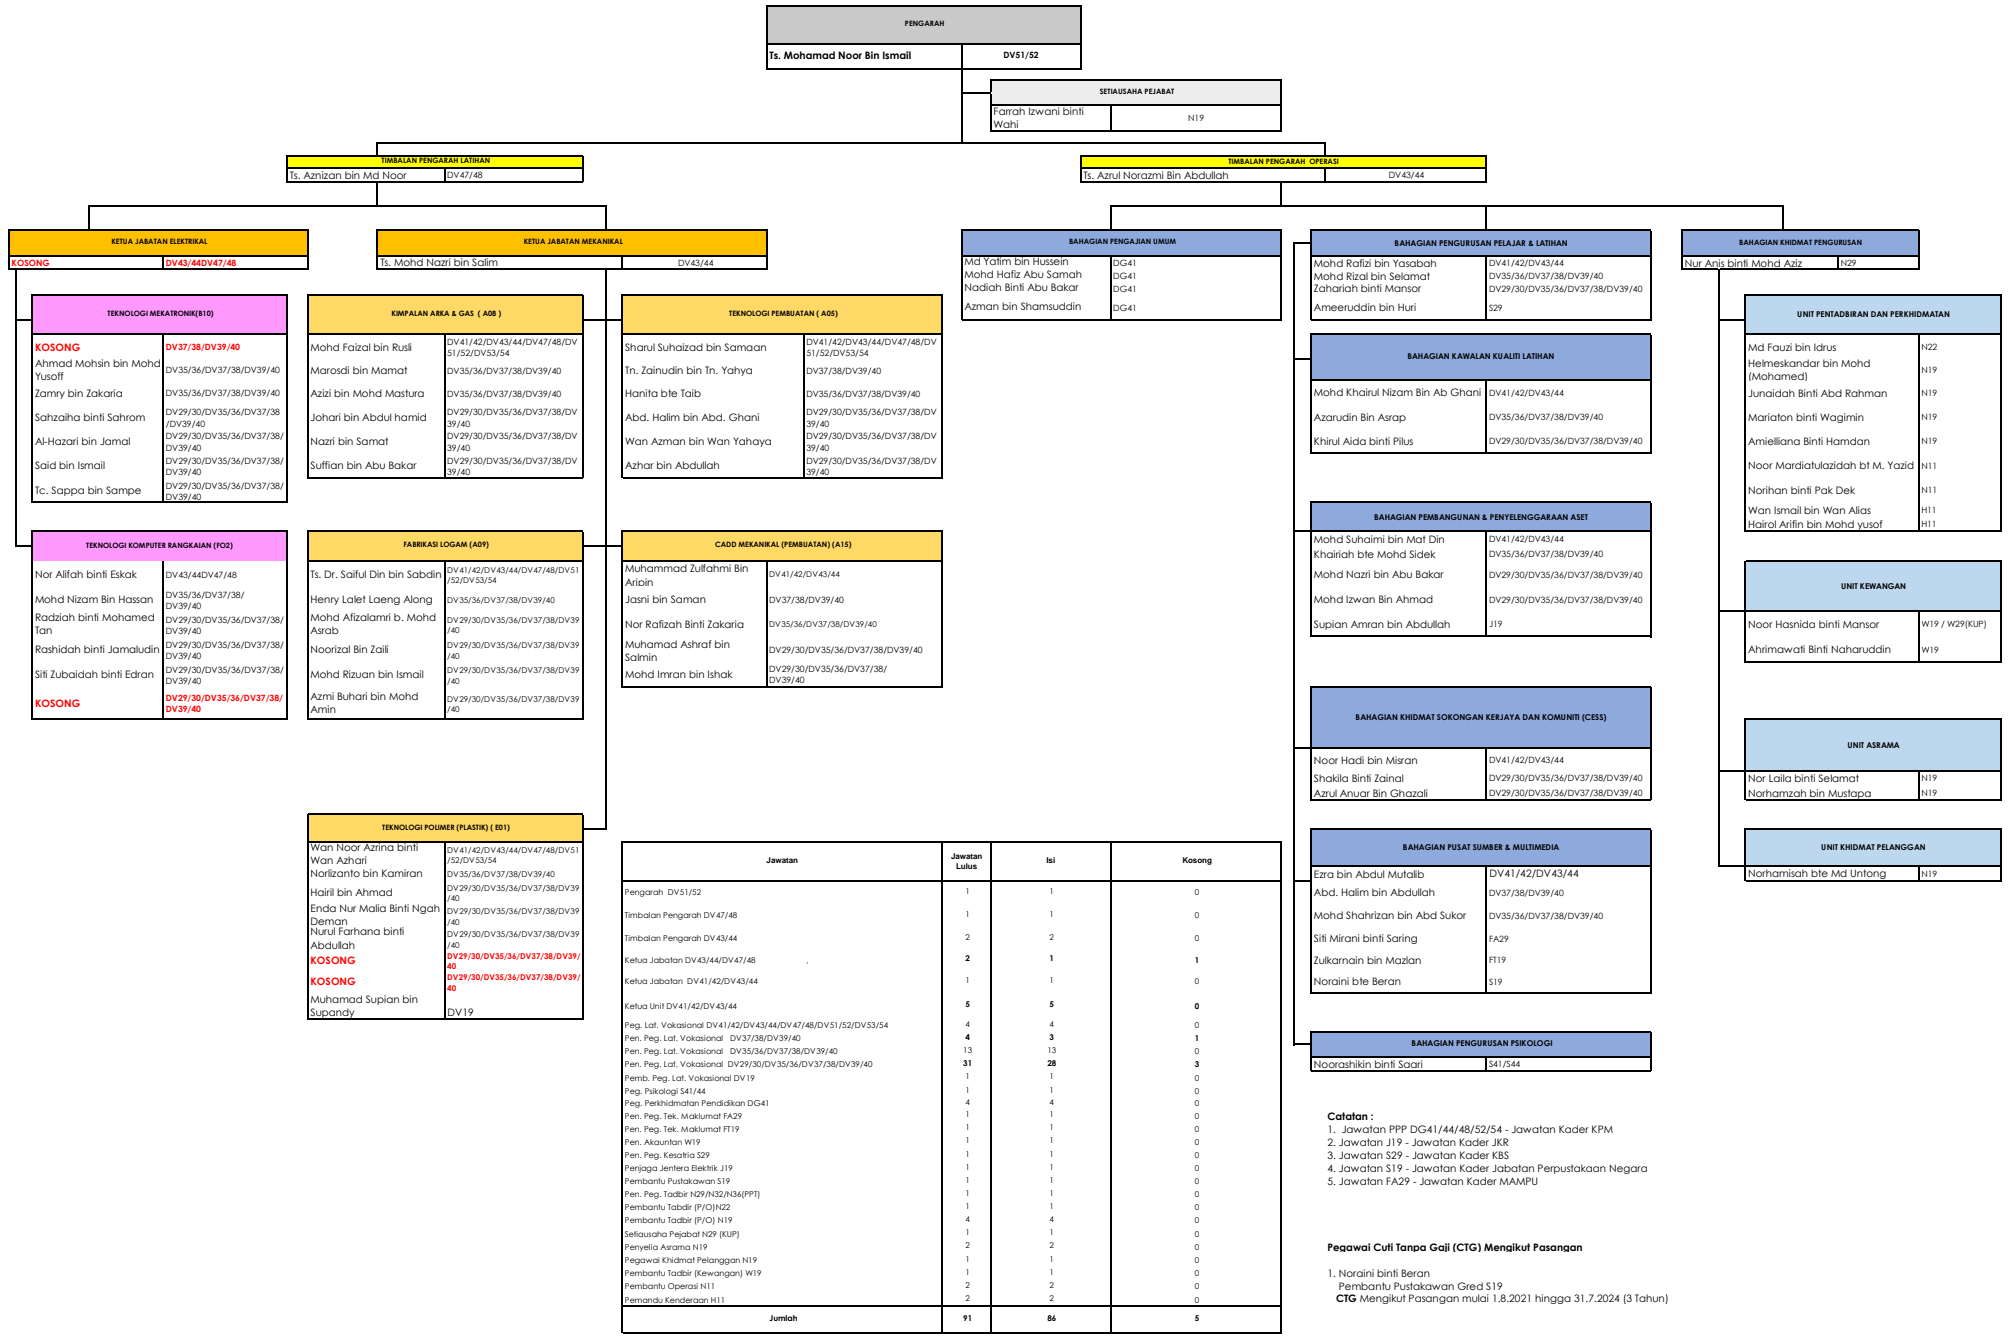 PENGARAH
Ts. Mohamad Noor Bin Ismail DV51/52
SETIAUSAHA PEJABAT
Farrah Izwani binti
Wahi N19
TIMBALAN PENGARAH LATIHAN
Ts. Aznizan bin Md Noor DV47/48
TIMBALAN PENGARAH OPERASI
Ts. Azrul Norazmi Bin Abdullah DV43/44
KETUA JABATAN ELEKTRIKAL
KOSONG DV43/44DV47/48
KETUA JABATAN MEKANIKAL
Ts. Mohd Nazri bin Salim DV43/44
TEKNOLOGI MEKATRONIK(B10)
KOSONG DV37/38/DV39/40
Ahmad Mohsin bin Mohd
Yusoff DV35/36/DV37/38/DV39/40
Zamry bin Zakaria DV35/36/DV37/38/DV39/40
Sahzaiha binti Sahrom DV29/30/DV35/36/DV37/38
/DV39/40
Al-Hazari bin Jamal DV29/30/DV35/36/DV37/38/
DV39/40
Said bin Ismail DV29/30/DV35/36/DV37/38/
DV39/40
Tc. Sappa bin Sampe DV29/30/DV35/36/DV37/38/
DV39/40
KIMPALAN ARKA & GAS ( A08 )
Mohd Faizal bin Rusli DV41/42/DV43/44/DV47/48/DV
51/52/DV53/54
Marosdi bin Mamat DV35/36/DV37/38/DV39/40
Azizi bin Mohd Mastura DV35/36/DV37/38/DV39/40
Johari bin Abdul hamid DV29/30/DV35/36/DV37/38/DV
39/40
Nazri bin Samat DV29/30/DV35/36/DV37/38/DV
39/40
Suffian bin Abu Bakar DV29/30/DV35/36/DV37/38/DV
39/40
TEKNOLOGI PEMBUATAN ( A05)
Sharul Suhaizad bin Samaan DV41/42/DV43/44/DV47/48/DV
51/52/DV53/54
Tn. Zainudin bin Tn. Yahya DV37/38/DV39/40
Hanita bte Taib DV35/36/DV37/38/DV39/40
Abd. Halim bin Abd. Ghani DV29/30/DV35/36/DV37/38/DV
39/40
Wan Azman bin Wan Yahaya DV29/30/DV35/36/DV37/38/DV
39/40
Azhar bin Abdullah DV29/30/DV35/36/DV37/38/DV
39/40
TEKNOLOGI KOMPUTER RANGKAIAN (FO2)
Nor Alifah binti Eskak DV43/44DV47/48
Mohd Nizam Bin Hassan DV35/36/DV37/38/
DV39/40
Radziah binti Mohamed
Tan DV29/30/DV35/36/DV37/38/
DV39/40
Rashidah binti Jamaludin DV29/30/DV35/36/DV37/38/
DV39/40
Siti Zubaidah binti Edran DV29/30/DV35/36/DV37/38/
DV39/40
KOSONG DV29/30/DV35/36/DV37/38/
DV39/40
FABRIKASI LOGAM (A09)
Ts. Dr. Saiful Din bin Sabdin DV41/42/DV43/44/DV47/48/DV51
/52/DV53/54
Henry Lalet Laeng Along DV35/36/DV37/38/DV39/40
Mohd Afizalamri b. Mohd
Asrab DV29/30/DV35/36/DV37/38/DV39
/40
Noorizal Bin Zaili DV29/30/DV35/36/DV37/38/DV39
/40
Mohd Rizuan bin Ismail DV29/30/DV35/36/DV37/38/DV39
/40
Azmi Buhari bin Mohd
Amin DV29/30/DV35/36/DV37/38/DV39
/40
CADD MEKANIKAL (PEMBUATAN) (A15)
Muhammad Zulfahmi Bin
Aripin DV41/42/DV43/44
Jasni bin Saman DV37/38/DV39/40
Nor Rafizah Binti Zakaria DV35/36/DV37/38/DV39/40
Muhamad Ashraf bin
Salmin DV29/30/DV35/36/DV37/38/DV39/40
Mohd Imran bin Ishak DV29/30/DV35/36/DV37/38/
DV39/40
TEKNOLOGI POLIMER (PLASTIK) ( E01)
Wan Noor Azrina binti
Wan Azhari DV41/42/DV43/44/DV47/48/DV51
/52/DV53/54
Norlizanto bin Kamiran DV35/36/DV37/38/DV39/40
Hairil bin Ahmad DV29/30/DV35/36/DV37/38/DV39
/40
Enda Nur Malia Binti Ngah
Deman DV29/30/DV35/36/DV37/38/DV39
/40
Nurul Farhana binti
Abdullah DV29/30/DV35/36/DV37/38/DV39
/40
KOSONG DV29/30/DV35/36/DV37/38/DV39/
40
KOSONG DV29/30/DV35/36/DV37/38/DV39/
40
Muhamad Supian bin
Supandy DV19
BAHAGIAN PENGAJIAN UMUM
Md Yatim bin Hussein DG41
Mohd Hafiz Abu Samah DG41
Nadiah Binti Abu Bakar DG41
Azman bin Shamsuddin DG41
BAHAGIAN PENGURUSAN PELAJAR & LATIHAN
Mohd Rafizi bin Yasabah DV41/42/DV43/44
Mohd Rizal bin Selamat DV35/36/DV37/38/DV39/40
Zahariah binti Mansor DV29/30/DV35/36/DV37/38/DV39/40
Ameeruddin bin Huri S29
BAHAGIAN KAWALAN KUALITI LATIHAN
Mohd Khairul Nizam Bin Ab Ghani DV41/42/DV43/44
Azarudin Bin Asrap DV35/36/DV37/38/DV39/40
Khirul Aida binti Pilus DV29/30/DV35/36/DV37/38/DV39/40
BAHAGIAN PEMBANGUNAN & PENYELENGGARAAN ASET
Mohd Suhaimi bin Mat Din DV41/42/DV43/44
Khairiah bte Mohd Sidek DV35/36/DV37/38/DV39/40
Mohd Nazri bin Abu Bakar DV29/30/DV35/36/DV37/38/DV39/40
Mohd Izwan Bin Ahmad DV29/30/DV35/36/DV37/38/DV39/40
Supian Amran bin Abdullah J19
BAHAGIAN KHIDMAT SOKONGAN KERJAYA DAN KOMUNITI (CESS)
Noor Hadi bin Misran DV41/42/DV43/44
Shakila Binti Zainal DV29/30/DV35/36/DV37/38/DV39/40
Azrul Anuar Bin Ghazali DV29/30/DV35/36/DV37/38/DV39/40
BAHAGIAN PUSAT SUMBER & MULTIMEDIA
Ezra bin Abdul Mutalib DV41/42/DV43/44
Abd. Halim bin Abdullah DV37/38/DV39/40
Mohd Shahrizan bin Abd Sukor DV35/36/DV37/38/DV39/40
Siti Mirani binti Saring FA29
Zulkarnain bin Mazlan FT19
Noraini bte Beran S19
BAHAGIAN PENGURUSAN PSIKOLOGI
Noorashikin binti Saari S41/S44
BAHAGIAN KHIDMAT PENGURUSAN
Nur Anis binti Mohd Aziz N29
UNIT PENTADBIRAN DAN PERKHIDMATAN
Md Fauzi bin Idrus N22
Helmeskandar bin Mohd
(Mohamed) N19
Junaidah Binti Abd Rahman N19
Mariaton binti Wagimin N19
Amielliana Binti Hamdan N19
Noor Mardiatulazidah bt M. Yazid N11
Norihan binti Pak Dek N11
Wan Ismail bin Wan Alias H11
Hairol Arifin bin Mohd yusof H11
UNIT KEWANGAN
Noor Hasnida binti Mansor W19 / W29(KUP)
Ahrimawati Binti Naharuddin W19
UNIT ASRAMA
Nor Laila binti Selamat N19
Norhamzah bin Mustapa N19
UNIT KHIDMAT PELANGGAN
Norhamisah bte Md Untong N19
Jawatan Jawatan Lulus Isi Kosong
Pengarah DV51/52 1 1 0
Timbalan Pengarah DV47/48 1 1 0
Timbalan Pengarah DV43/44 2 2 0
Ketua Jabatan DV43/44/DV47/48 . 2 1 1
Ketua Jabatan DV41/42/DV43/44 1 1 0
Ketua Unit DV41/42/DV43/44 5 5 0
Peg. Lat. Vokasional DV41/42/DV43/44/DV47/48/DV51/52/DV53/54 4 4 0
Pen. Peg. Lat. Vokasional DV37/38/DV39/40 4 3 1
Pen. Peg. Lat. Vokasional DV35/36/DV37/38/DV39/40 13 13 0
Pen. Peg. Lat. Vokasional DV29/30/DV35/36/DV37/38/DV39/40 31 28 3
Pemb. Peg. Lat. Vokasional DV19 1 1 0
Peg. Psikologi S41/44 1 1 0
Peg. Perkhidmatan Pendidikan DG41 4 4 0
Pen. Peg. Tek. Maklumat FA29 1 1 0
Pen. Peg. Tek. Maklumat FT19 1 1 0
Pen. Akauntan W19 1 1 0
Pen. Peg. Kesatria S29 1 1 0
Penjaga Jentera Elektrik J19 1 1 0
Pembantu Pustakawan S19 1 1 0
Pen. Peg. Tadbir N29/N32/N36(PPT) 1 1 0
Pembantu Tabdir (P/O)N22 1 1 0
Pembantu Tadbir (P/O) N19 4 4 0
Setiausaha Pejabat N29 (KUP) 1 1 0
Penyelia Asrama N19 2 2 0
Pegawai Khidmat Pelanggan N19 1 1 0
Pembantu Tadbir (Kewangan) W19 1 1 0
Pembantu Operasi N11 2 2 0
Pemandu Kenderaan H11 2 2 0
Jumlah 91 86 5
Catatan :
1. Jawatan PPP DG41/44/48/52/54 - Jawatan Kader KPM
2. Jawatan J19 - Jawatan Kader JKR
3. Jawatan S29 - Jawatan Kader KBS
4. Jawatan S19 - Jawatan Kader Jabatan Perpustakaan Negara
5. Jawatan FA29 - Jawatan Kader MAMPU
Pegawai Cuti Tanpa Gaji (CTG) Mengikut Pasangan
1. Noraini binti Beran
Pembantu Pustakawan Gred S19
CTG Mengikut Pasangan mulai 1.8.2021 hingga 31.7.2024 (3 Tahun)